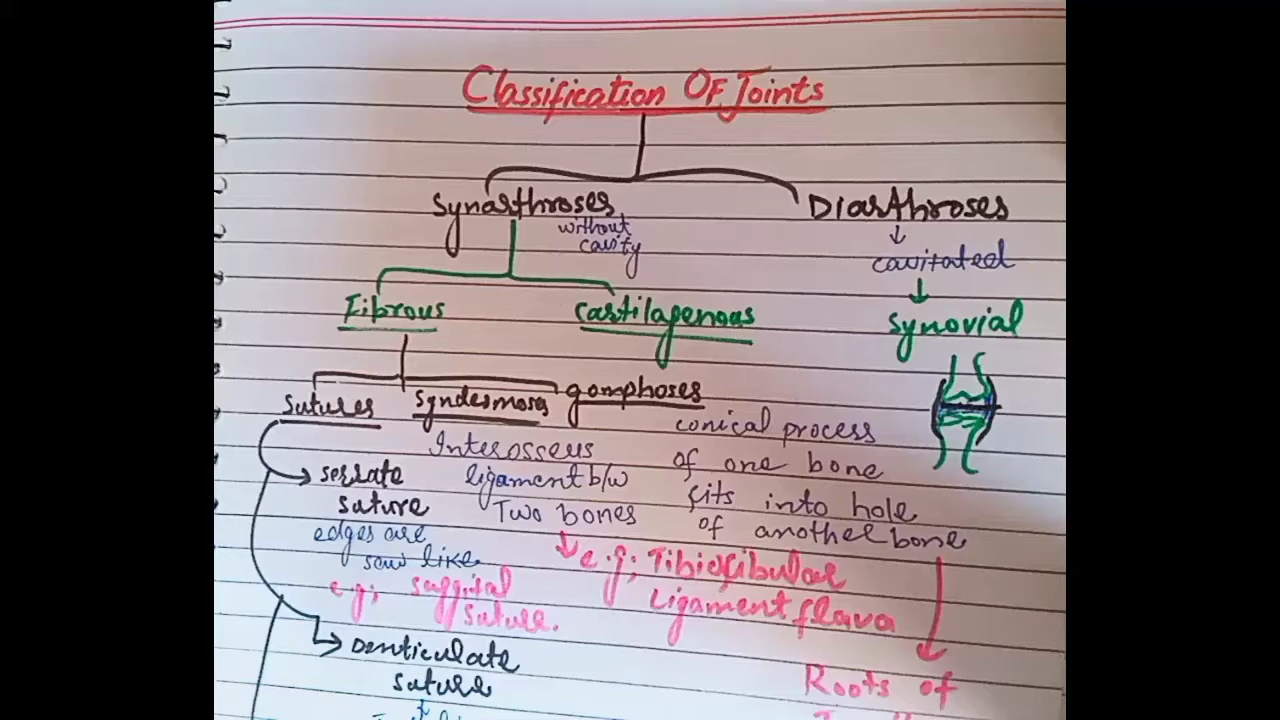 Classification Of Joints
Synarthroses
without
cavity
Diarthroses
cavitated
synovial
Fibrous
Cartilagenous
Sutures
Syndesmoses
gomphoses
Interosseus
ligament b/w
Two bones
conical process
of one bone
fits into hole
of another bone
serrate
suture
edges are
saw like
e.g; saggital
suture.
e.g; Tibiofibular
Ligament flava
Denticulate
suture
Roots of